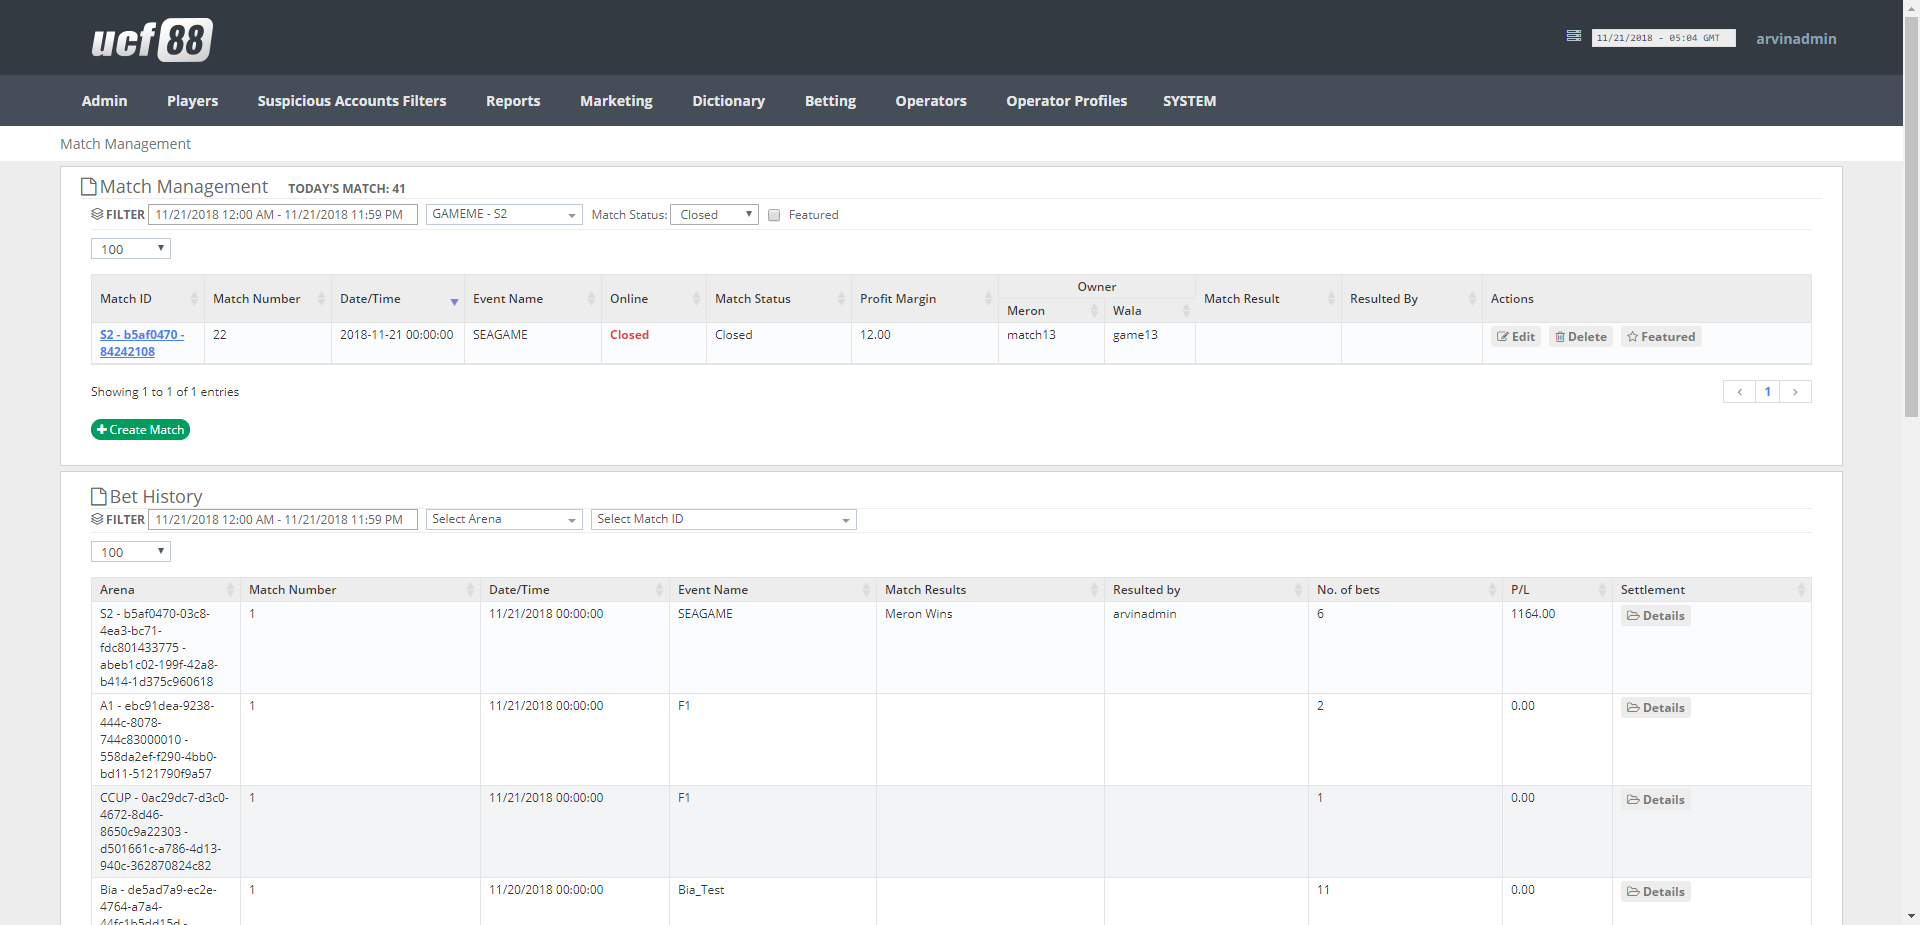 ucf 88
11/21/2018 - 05:04 GMT
arvinadmin
Admin Players Suspicious Accounts Filters Reports Marketing Dictionary Betting Operators Operator Profiles SYSTEM
Match Management
Match Management TODAY'S MATCH: 41
FILTER 11/21/2018 12:00 AM - 11/21/2018 11:59 PM GAMEME - S2 Match Status: Closed Featured
100
Owner
Match ID Match Number Date/Time Event Name Online Match Status Profit Margin Match Result Resulted By Actions
Meron Wala
S2 - b5af0470 - 22 2018-11-21 00:00:00 SEAGAME Closed Closed 12.00 match13 game13 Edit Delete Featured
84242108
Showing 1 to 1 of 1 entries
< 1 >
Create Match
Bet History
FILTER 11/21/2018 12:00 AM - 11/21/2018 11:59 PM Select Arena Select Match ID
100
Arena Match Number Date/Time Event Name Match Results Resulted by No. of bets P/L Settlement
S2 - b5af0470-03c8- 1 11/21/2018 00:00:00 SEAGAME Meron Wins arvinadmin 6 1164.00 Details
4ea3-bc71-
fdc801433775 -
abeb1c02-199f-42a8-
b414-1d375c960618
A1 - ebc91dea-9238- 1 11/21/2018 00:00:00 F1 2 0.00 Details
444c-8078-
744c83000010 -
558da2ef-f290-4bb0-
bd11-5121790f9a57
CCUP - 0ac29dc7-d3c0- 1 11/21/2018 00:00:00 F1 1 0.00 Details
4672-8d46-
8650c9a22303 -
d501661c-a786-4d13-
940c-362870824c82
Bia - de5ad7a9-ec2e- 1 11/20/2018 00:00:00 Bia_Test 11 0.00 Details
4764-a7a4-
44fc1b5dd15d -